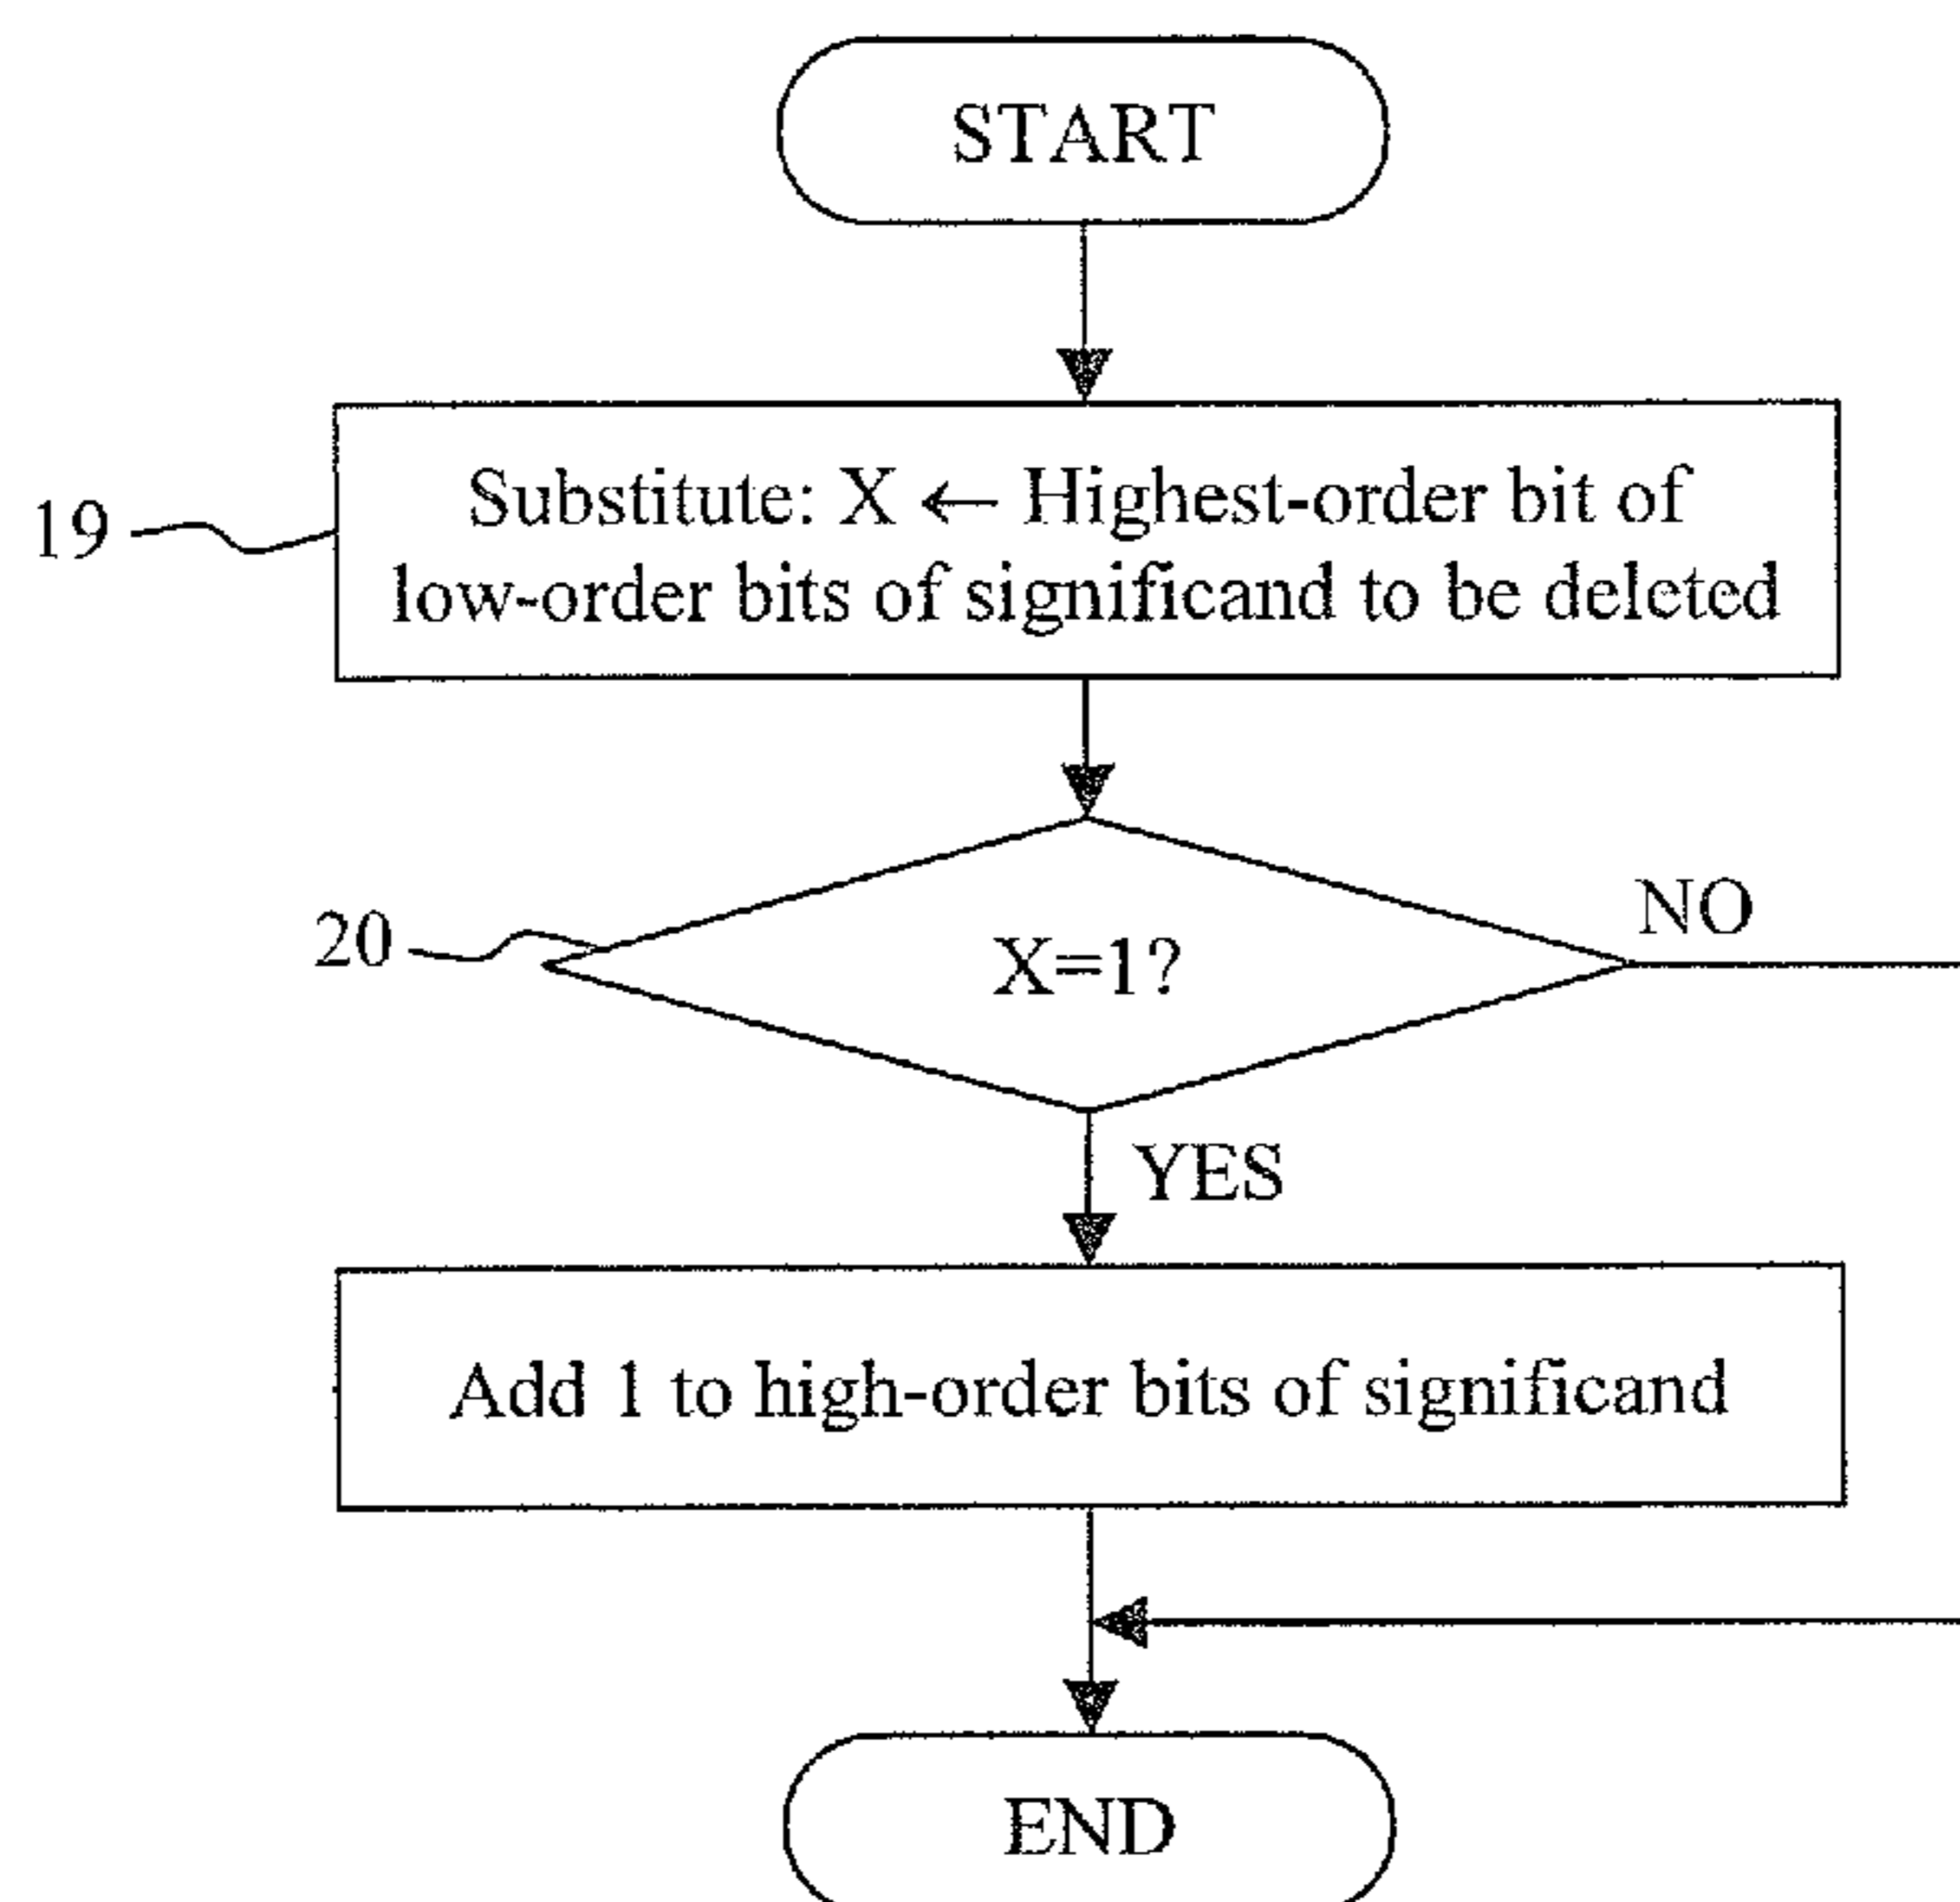 START
19
Substitute: X ← Highest-order bit of
low-order bits of significand to be deleted
20
X=1?
NO
YES
Add 1 to high-order bits of significand
END